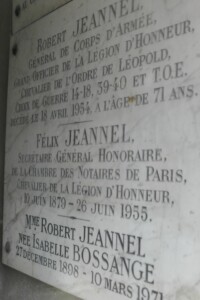 ROBERT JEANNEL,
GÉNÉRAL DE CORPS D'ARMÉE,
GRAND OFFICIER DE LA LÉGION D'HONNEUR,
CHEVALIER DE L'ORDRE DE LÉOPOLD,
CROIX DE GUERRE 14-18, 39-40 ET T.O.E.
DÉCÉDÉ LE 18 AVRIL 1954 A L'ÂGE DE 71 ANS.
FÉLIX JEANNEL,
SECRÉTAIRE GÉNÉRAL HONORAIRE,
DE LA CHAMBRE DES NOTAIRES DE PARIS,
CHEVALIER DE LA LÉGION D'HONNEUR,
10 JUIN 1879 - 26 JUIN 1955.
MME ROBERT JEANNEL
NÉE ISABELLE BOSSANGE
27 DÉCEMBRE 1898 - 10 MARS 1971